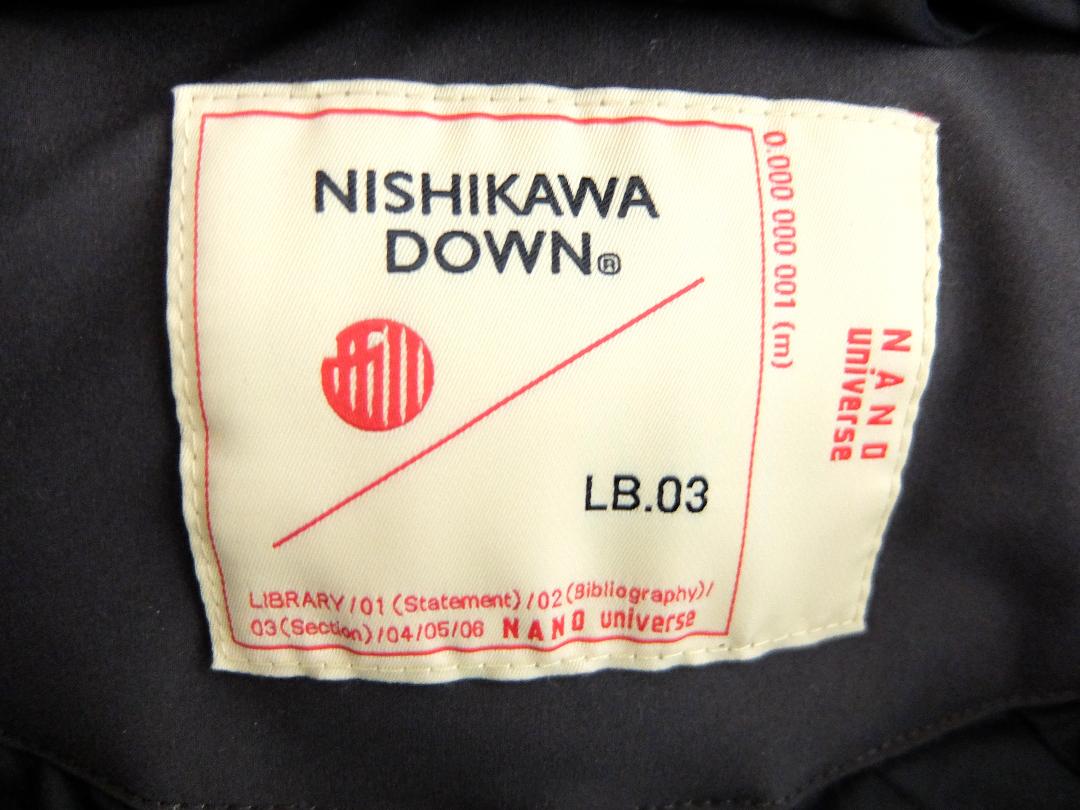 NISHIKAWA
DOWN®
LB.03
LIBRARY/01 (Statement)/02(Bibliography)/
03(Section)/04/05/06 NANO universe
0.000 000 001 (m)
NANO
universe